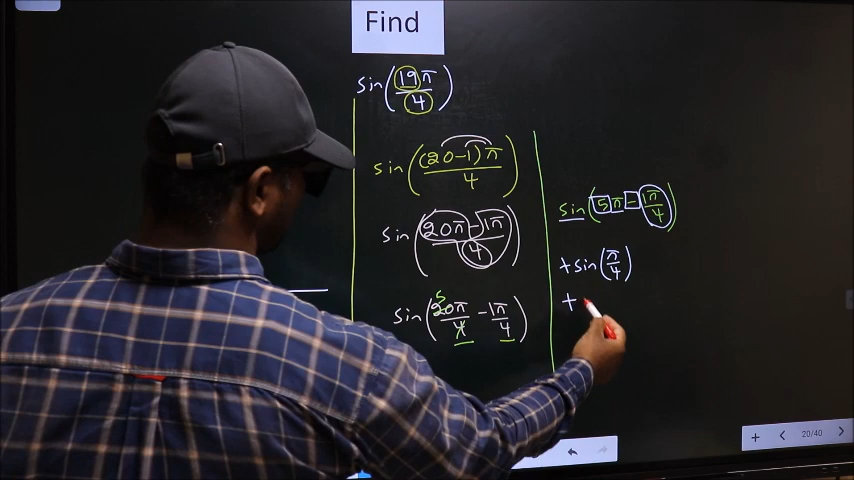 Find
sin(19π/4)
sin((20-1)π/4)
sin((20π-1π)/4)
sin(5 20π/4 - 1π/4)
sin(5π - 1π/4)
+ sin(π/4)
+
+ < 20/40 >